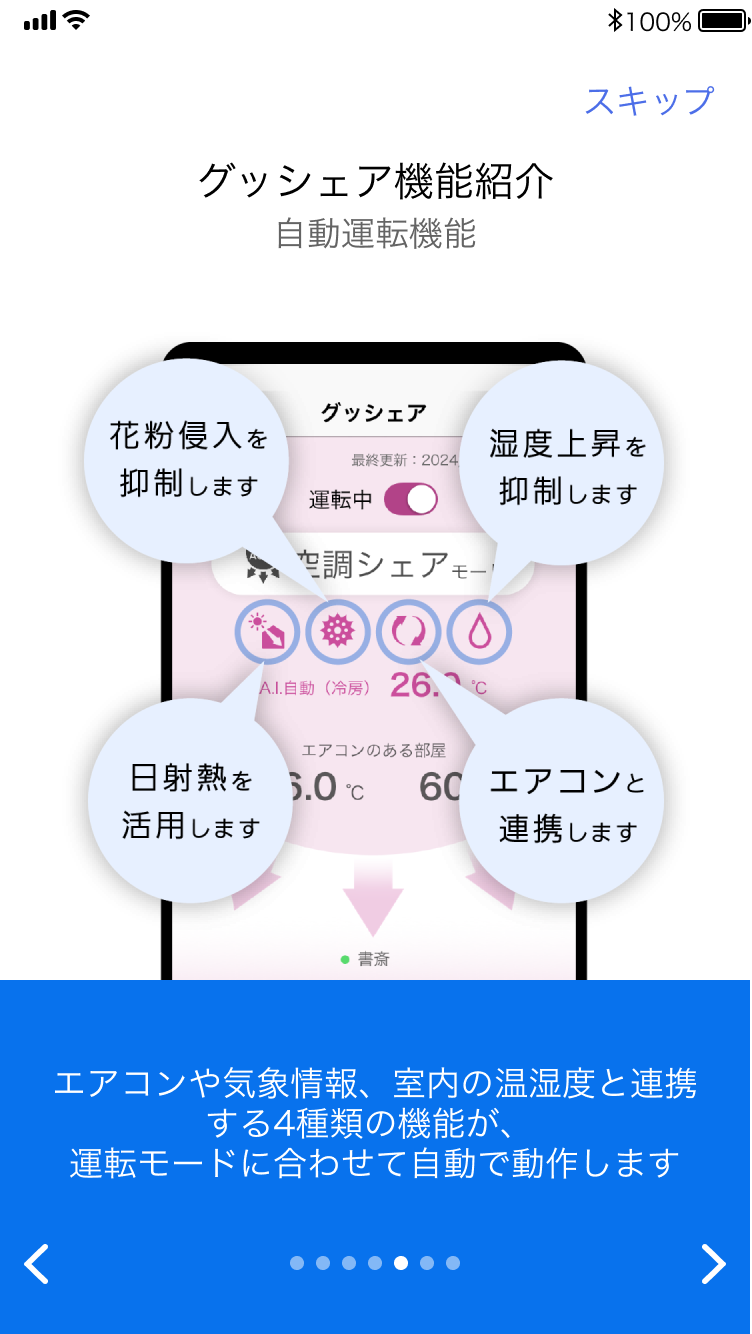 100%
スキップ
グッシェア機能紹介
自動運転機能
グッシェア
花粉侵入を
抑制します
湿度上昇を
抑制します
最終更新：2024
運転中
空調シェアモー
A.I.自動（冷房） 26.0 ℃
エアコンのある部屋
6.0 ℃ 60
日射熱を
活用します
エアコンと
連携します
書斎
エアコンや気象情報、室内の温湿度と連携
する4種類の機能が、
運転モードに合わせて自動で動作します